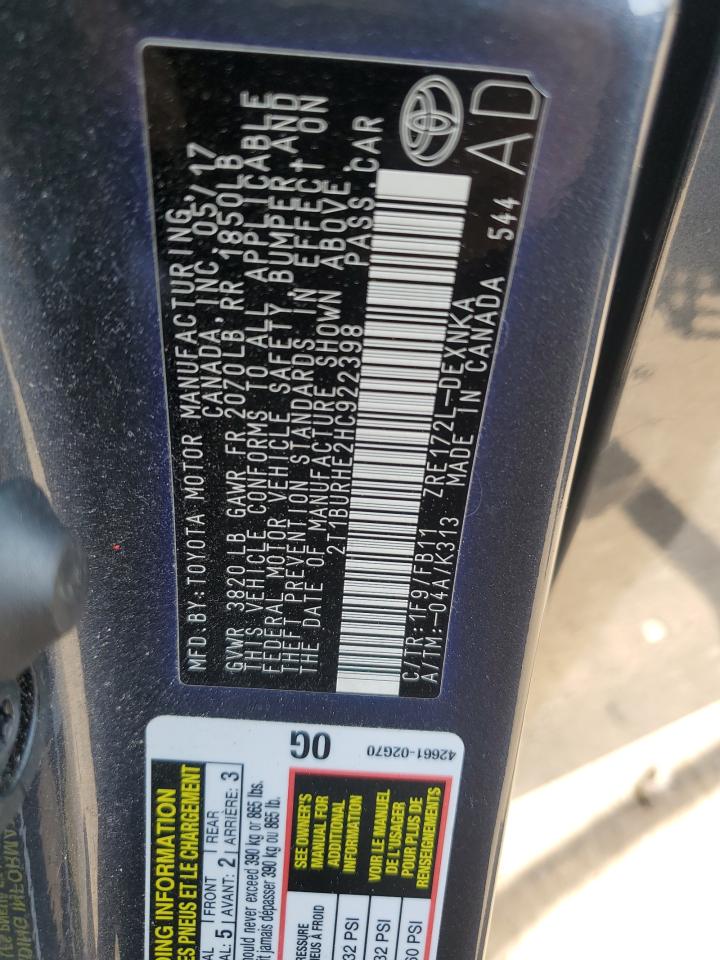 MFD.BY:TOYOTA MOTOR MANUFACTURING,
CANADA,INC.05/17
GVWR 3820 LB GAWR FR 2070LB RR 1850LB
THIS VEHICLE CONFORMS TO ALL APPLICABLE
FEDERAL MOTOR VEHICLE SAFETY, BUMPER,AND
THEFT PREVENTION STANDARDS IN EFFECT ON
THE DATE OF MANUFACTURE SHOWN ABOVE.
2T1BURHE2HC922398 PASS.CAR
C/TR:1F9/FB11 ZRE172L-DEXNKA
A/TM:-04A/K313 MADE IN CANADA 544
AD
INFORMATION
ES PNEUS ET LE CHARGEMENT
FRONT REAR
5 AVANT: 2 ARRIÈRE: 3
should never exceed 390 kg or 865 lbs.
jamais dépasser 390 kg ou 865 lb.
0G
42661-02G70
SEE OWNER'S
MANUAL FOR
ADDITIONAL
INFORMATION
VOIR LE MANUEL
DE L'USAGER
POUR PLUS DE
RENSEIGNEMENTS
32 PSI
32 PSI
60 PSI